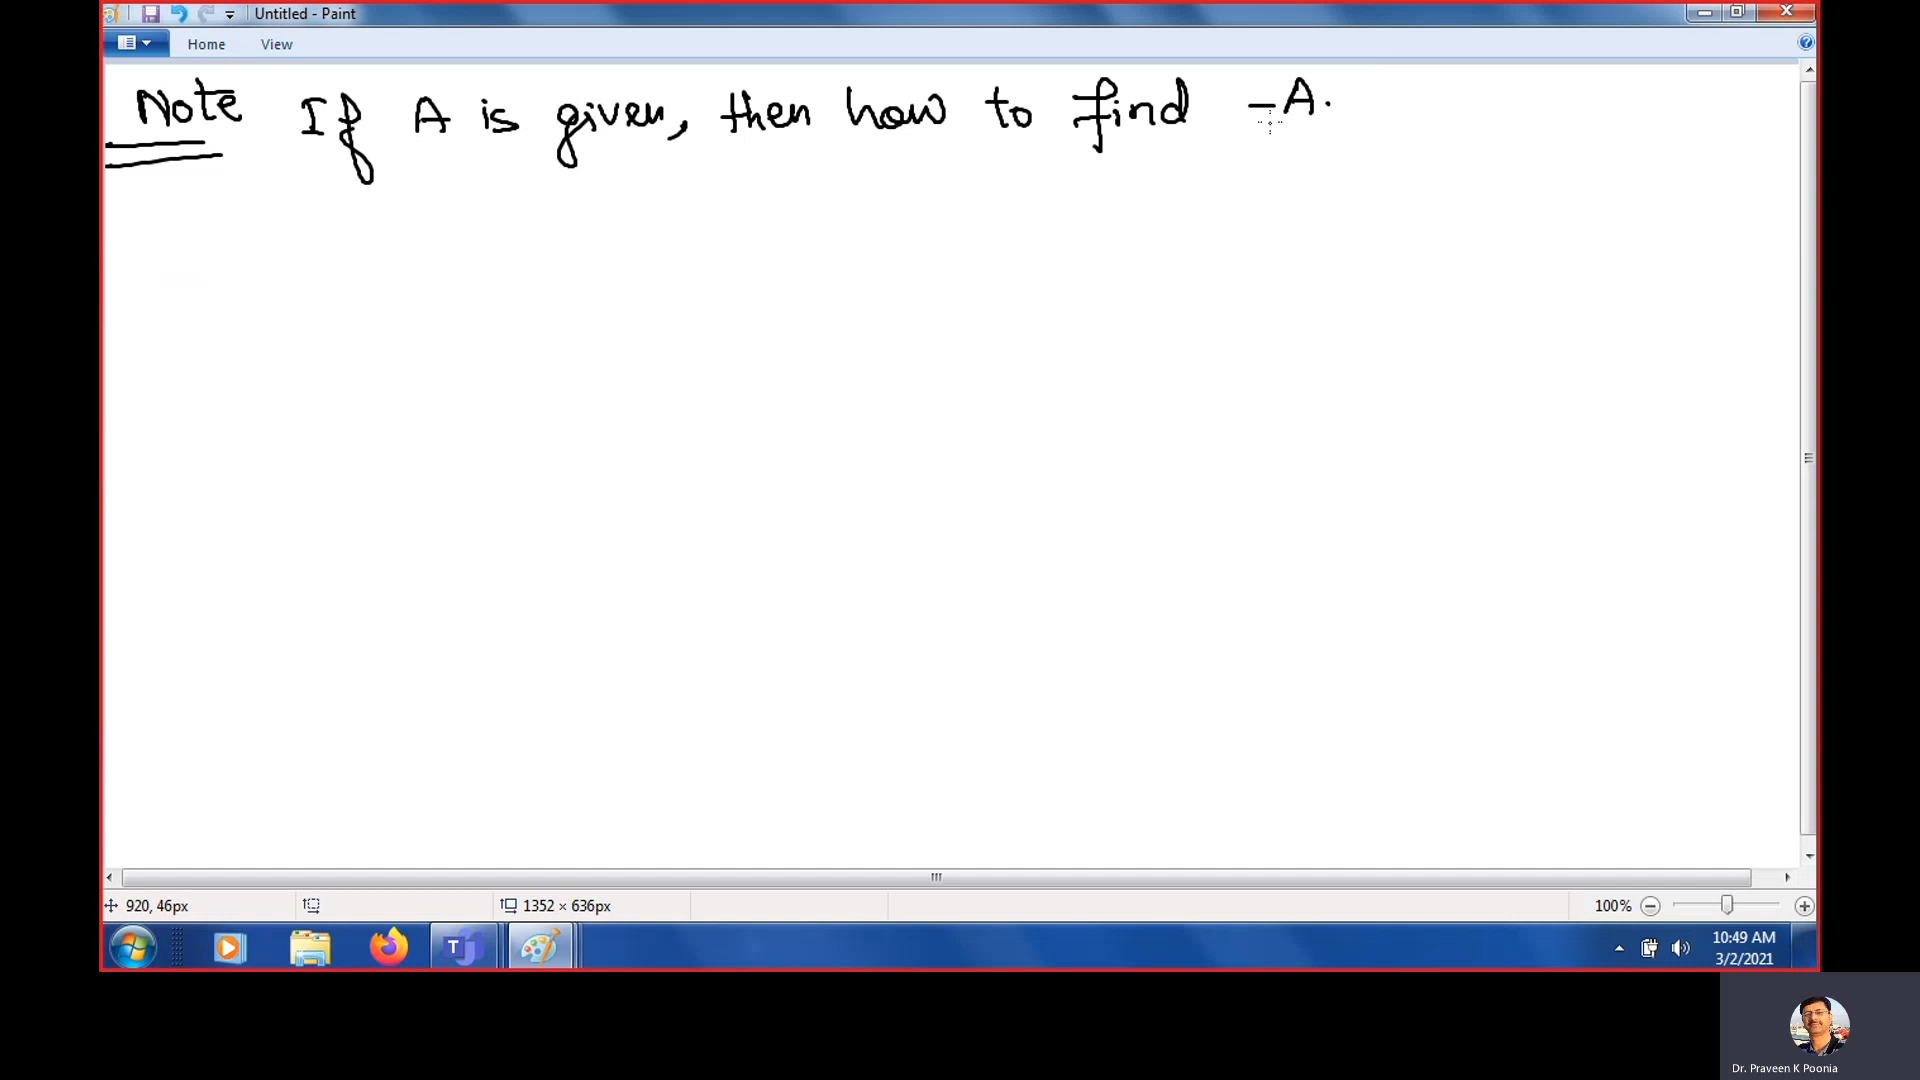 Untitled - Paint
Home View
Note If A is given, then how to find -A.
920, 46px 1352 × 636px 100%
10:49 AM
3/2/2021
Dr. Praveen K Poonia